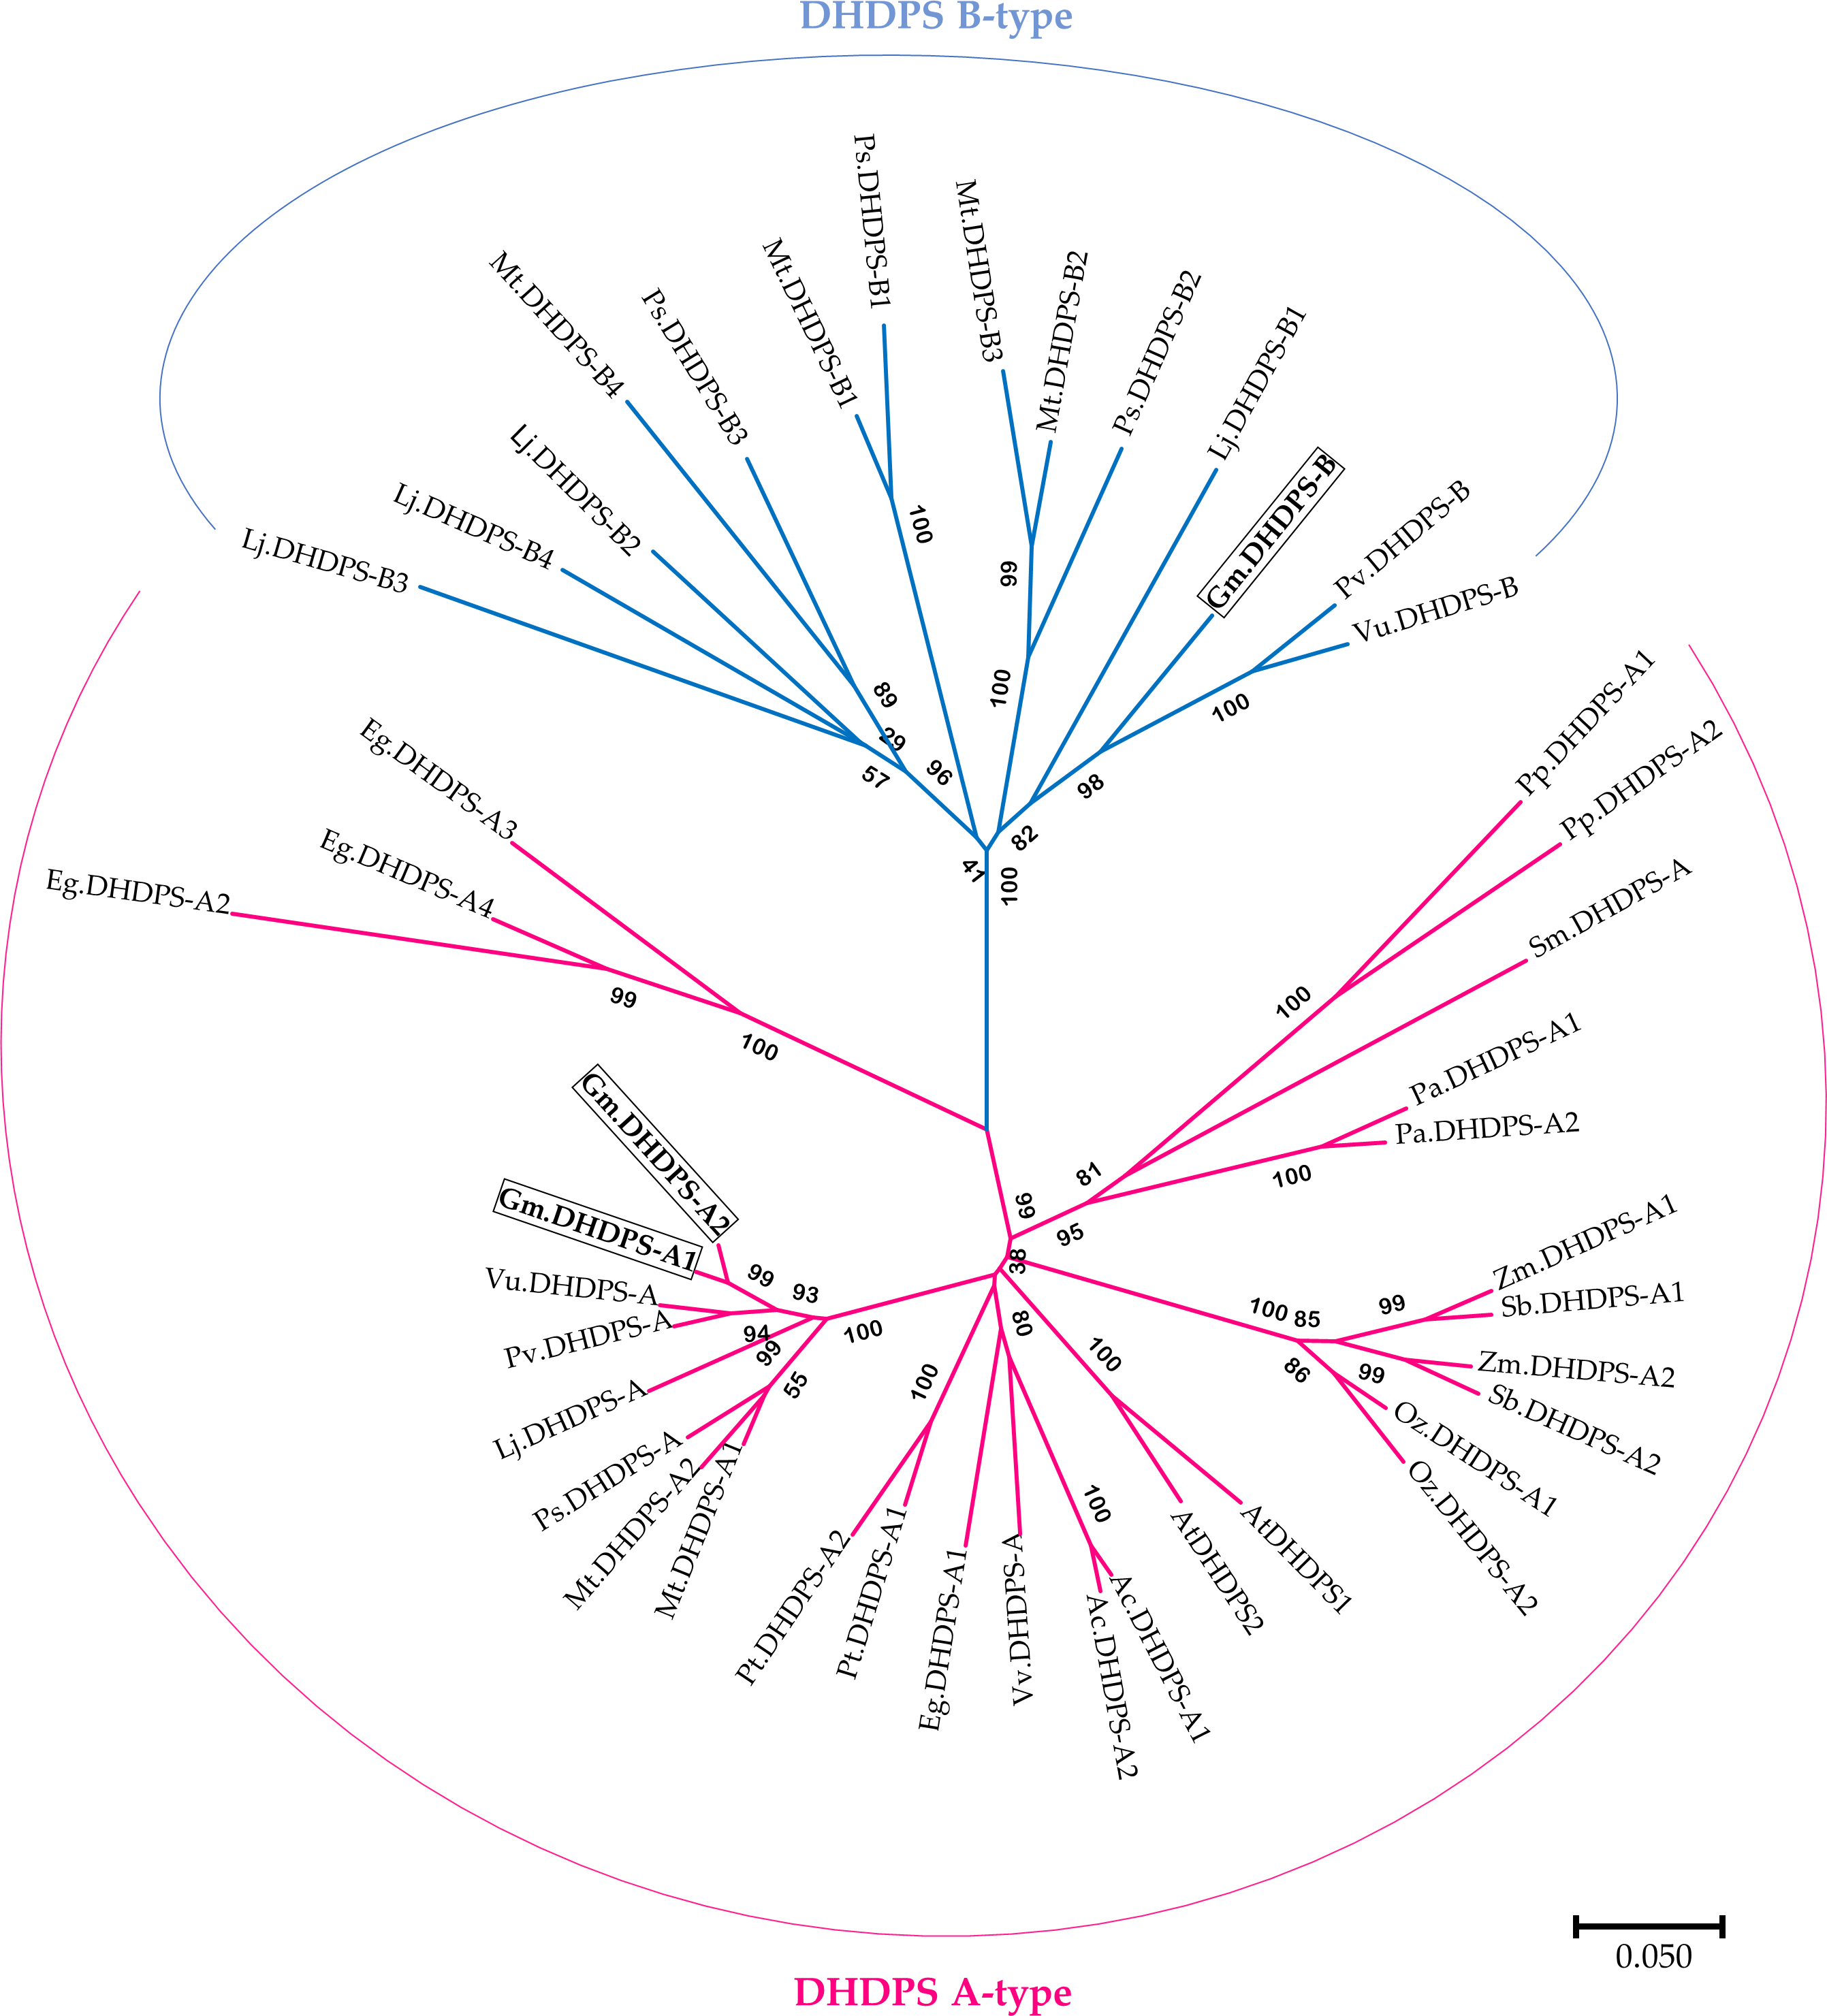 DHDPS B-type
Ps.DHDPS-B1
Mt.DHDPS-B3
Mt.DHDPS-B1
Mt.DHDPS-B2
Ps.DHDPS-B2
Mt.DHDPS-B4
Ps.DHDPS-B3
Lj.DHDPS-B1
Lj.DHDPS-B2
Gm.DHDPS-B
Lj.DHDPS-B4
Pv.DHDPS-B
Lj.DHDPS-B3
Vu.DHDPS-B
100
99
100
89
100
29
57
96
98
82
41
100
Pp.DHDPS-A1
Pp.DHDPS-A2
Sm.DHDPS-A
Eg.DHDPS-A3
Eg.DHDPS-A4
Eg.DHDPS-A2
99
100
100
Pa.DHDPS-A1
Pa.DHDPS-A2
81
100
99
95
38
Gm.DHDPS-A2
Gm.DHDPS-A1
Vu.DHDPS-A
Pv.DHDPS-A
99
93
94
99
100
55
Lj.DHDPS-A
Ps.DHDPS-A
Mt.DHDPS-A2
Mt.DHDPS-A1
Zm.DHDPS-A1
Sb.DHDPS-A1
Zm.DHDPS-A2
Sb.DHDPS-A2
Oz.DHDPS-A1
Oz.DHDPS-A2
100
85
99
86
99
80
100
100
100
Pt.DHDPS-A2
Pt.DHDPS-A1
Eg.DHDPS-A1
Vv.DHDPS-A
Ac.DHDPS-A2
Ac.DHDPS-A1
AtDHDPS2
AtDHDPS1
0.050
DHDPS A-type